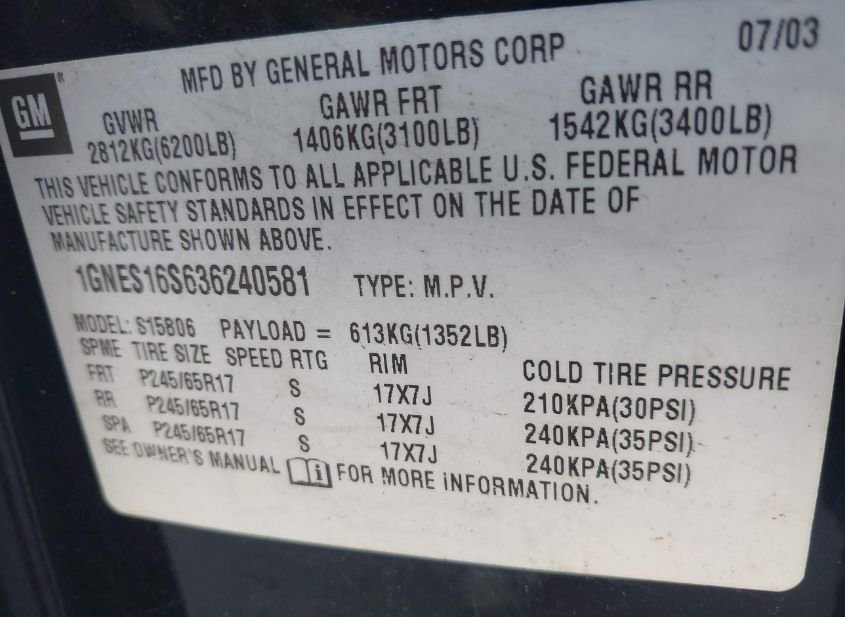 07/03
GM ® MFD BY GENERAL MOTORS CORP
GVWR GAWR FRT GAWR RR
2812KG(6200LB) 1406KG(3100LB) 1542KG(3400LB)
THIS VEHICLE CONFORMS TO ALL APPLICABLE U.S. FEDERAL MOTOR
VEHICLE SAFETY STANDARDS IN EFFECT ON THE DATE OF
MANUFACTURE SHOWN ABOVE.
1GNES16S636240581 TYPE: M.P.V.
MODEL: S15806 PAYLOAD = 613KG(1352LB)
SPME TIRE SIZE SPEED RTG RIM COLD TIRE PRESSURE
FRT P245/65R17 S 17X7J 210KPA(30PSI)
RR P245/65R17 S 17X7J 240KPA(35PSI)
SPA P245/65R17 S 17X7J 240KPA(35PSI)
SEE OWNER'S MANUAL i FOR MORE INFORMATION.